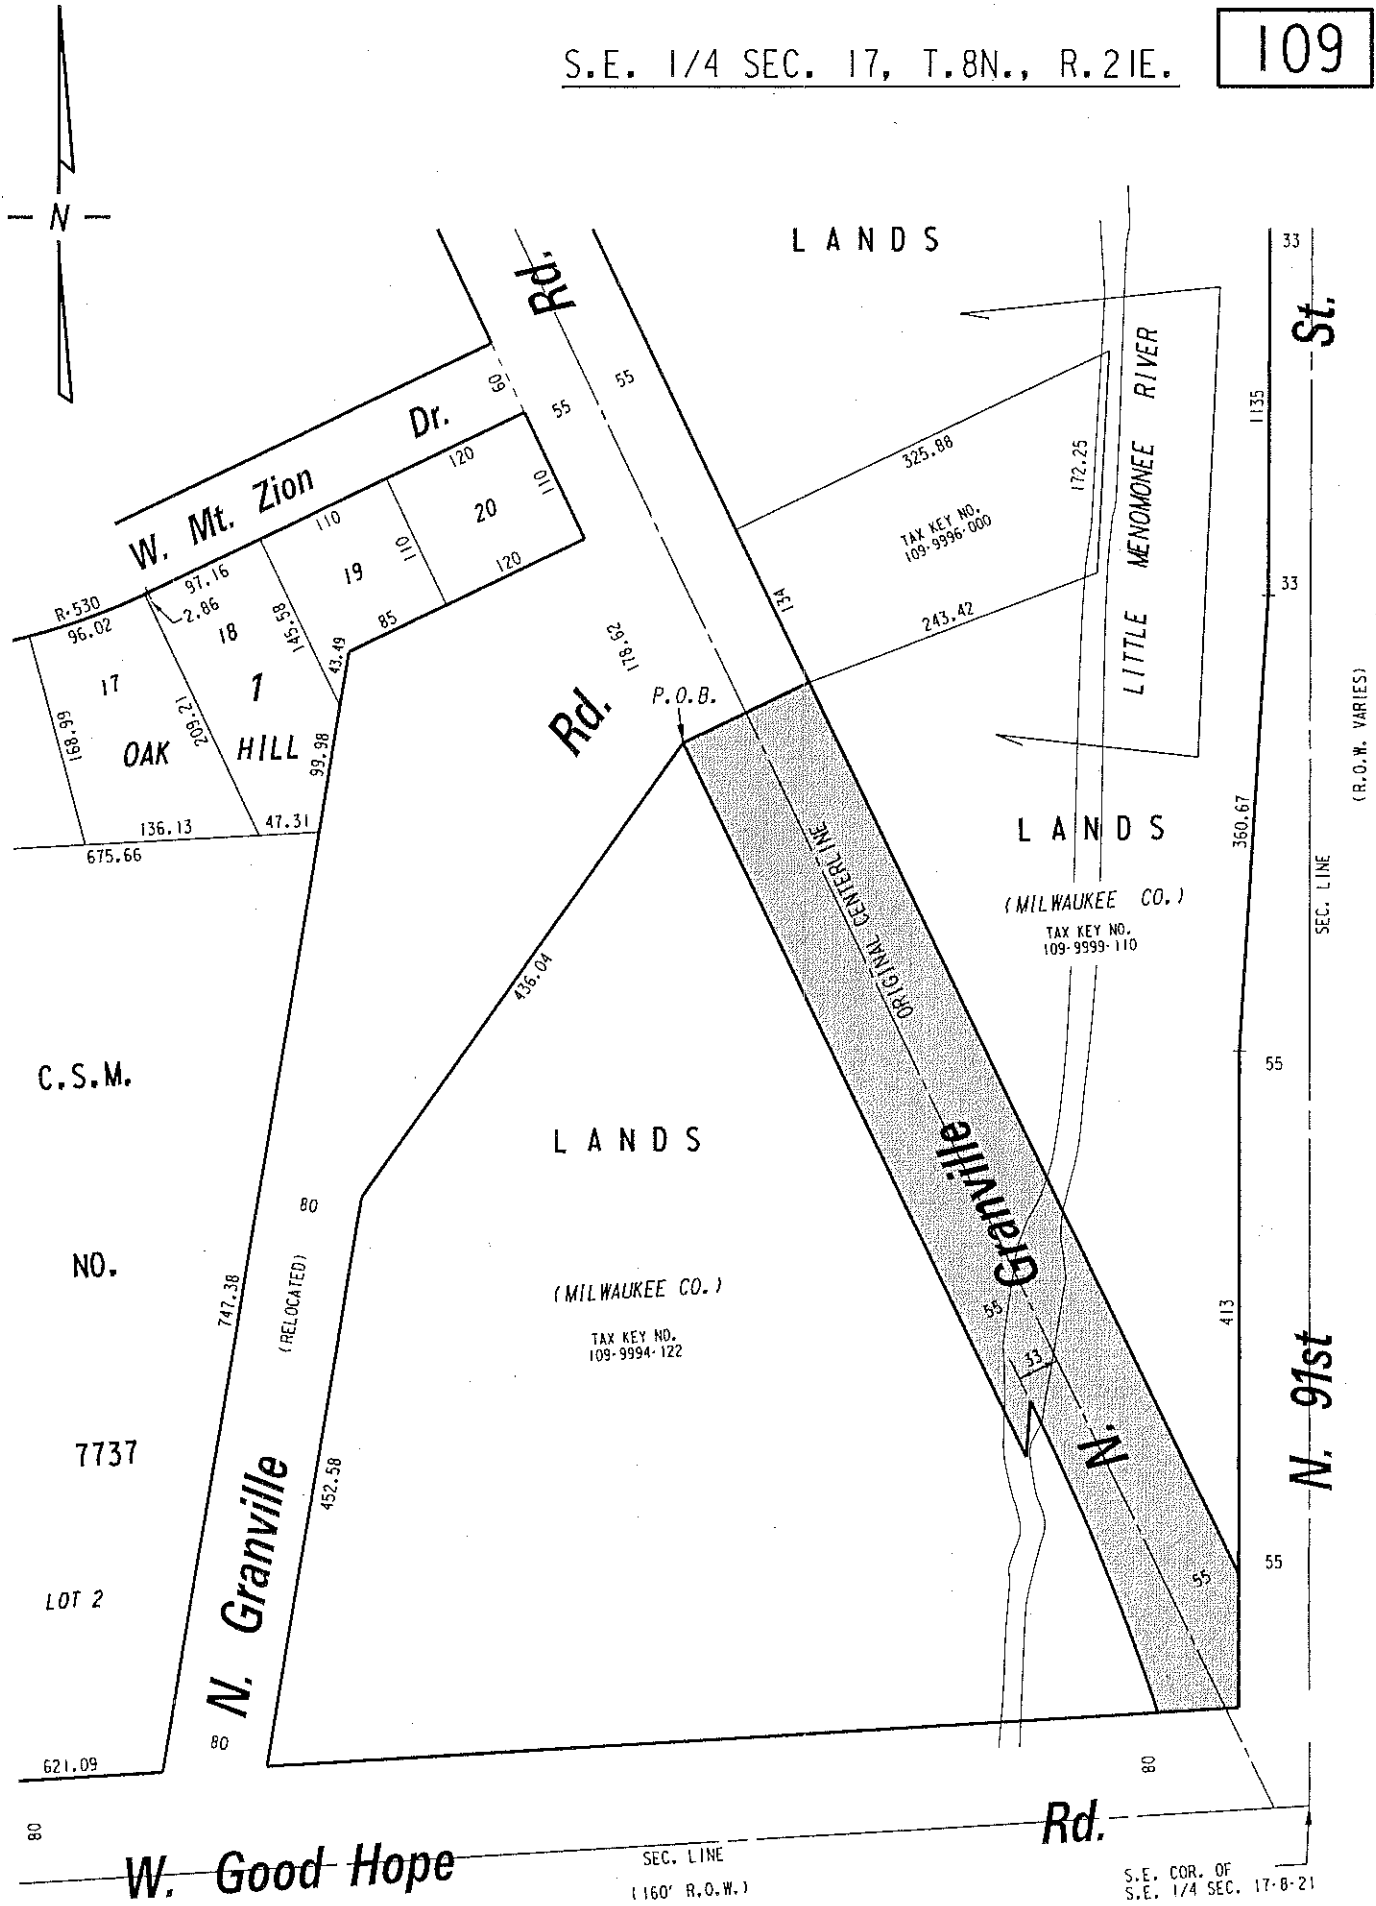 S.E. 1/4 SEC. 17, T.8N., R.21E.
109
- N -
LANDS
33
Rd.
St.
LITTLE MENOMONEE RIVER
60
55
55
Dr.
1135
325.88
172.25
120
110
W. Mt. Zion
110
20
TAX KEY NO.
109-9996-000
19
110
120
97.16
R-530
2.86
96.02
18
145.58
85
33
134
243.42
43.49
178.62
17
1
209.21
168.99
OAK HILL
99.98
Rd.
P.O.B.
(R.O.W. VARIES)
136.13
47.31
675.66
ORIGINAL CENTERLINE
LANDS
360.67
(MILWAUKEE CO.)
TAX KEY NO.
109-9999-110
SEC. LINE
436.04
C.S.M.
55
LANDS
N. Granville
80
NO.
747.38
(RELOCATED)
(MILWAUKEE CO.)
TAX KEY NO.
109-9994-122
55
33
413
N. 91st
7737
452.58
N. Granville
LOT 2
55
55
80
621.09
80
80
W. Good Hope Rd.
SEC. LINE
(160' R.O.W.)
S.E. COR. OF
S.E. 1/4 SEC. 17-8-21